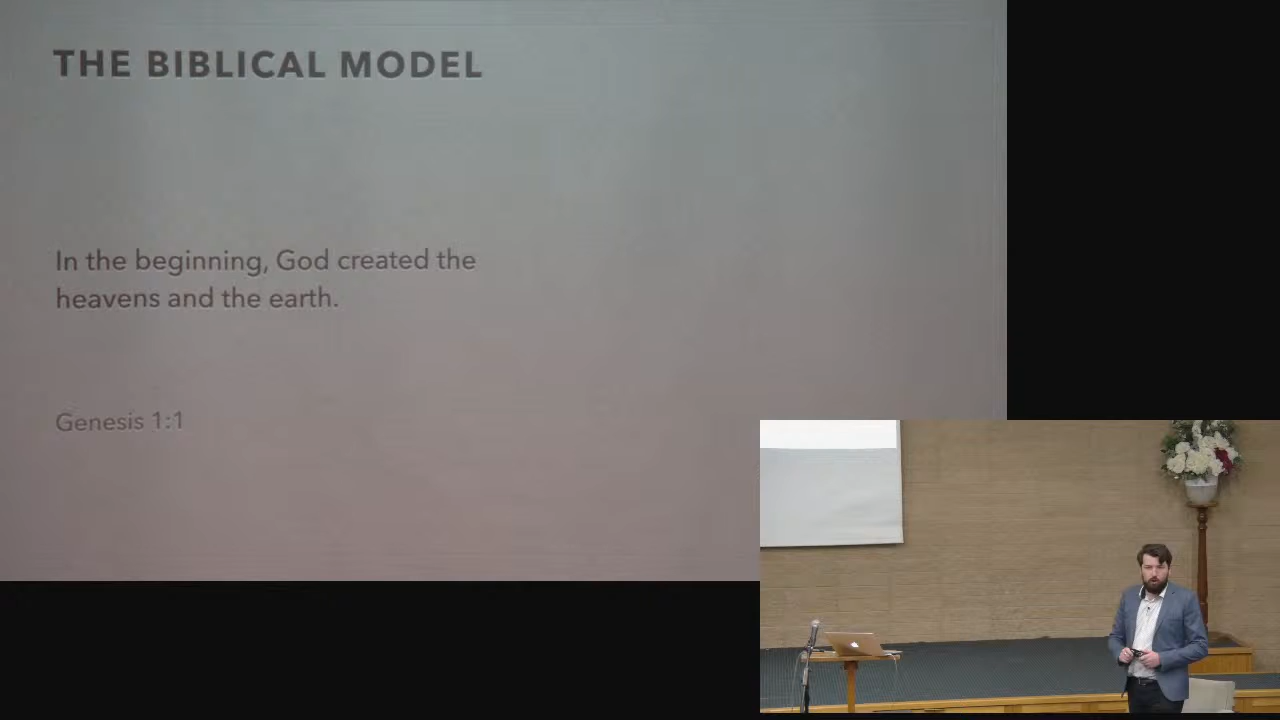 THE BIBLICAL MODEL
In the beginning, God created the
heavens and the earth.
Genesis 1:1